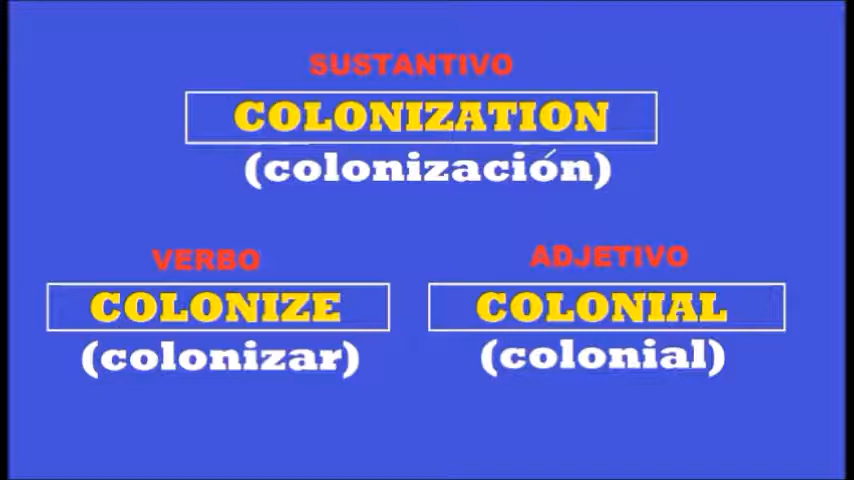 SUSTANTIVO
COLONIZATION
(colonización)
VERBO
COLONIZE
(colonizar)
ADJETIVO
COLONIAL
(colonial)